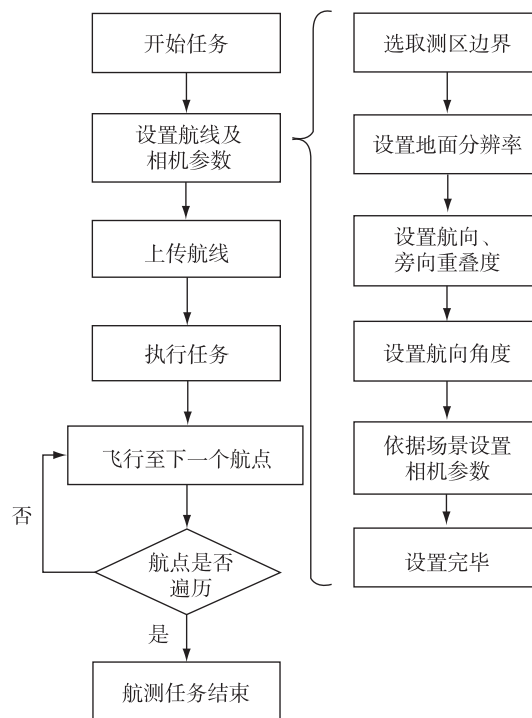 开始任务
设置航线及
相机参数
上传航线
执行任务
飞行至下一个航点
否
航点是否
遍历
是
航测任务结束
选取测区边界
设置地面分辨率
设置航向、
旁向重叠度
设置航向角度
依据场景设置
相机参数
设置完毕